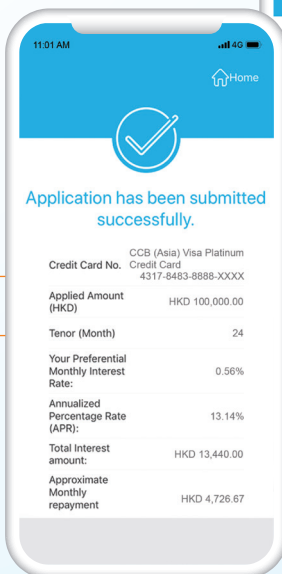 11:01 AM 4G
Home
Application has been submitted
successfully.
CCB (Asia) Visa Platinum
Credit Card No. Credit Card
4317-8483-8888-XXXX
Applied Amount
(HKD)
HKD 100,000.00
Tenor (Month) 24
Your Preferential
Monthly Interest
Rate:
0.56%
Annualized
Percentage Rate
(APR):
13.14%
Total Interest
amount:
HKD 13,440.00
Approximate
Monthly
repayment
HKD 4,726.67